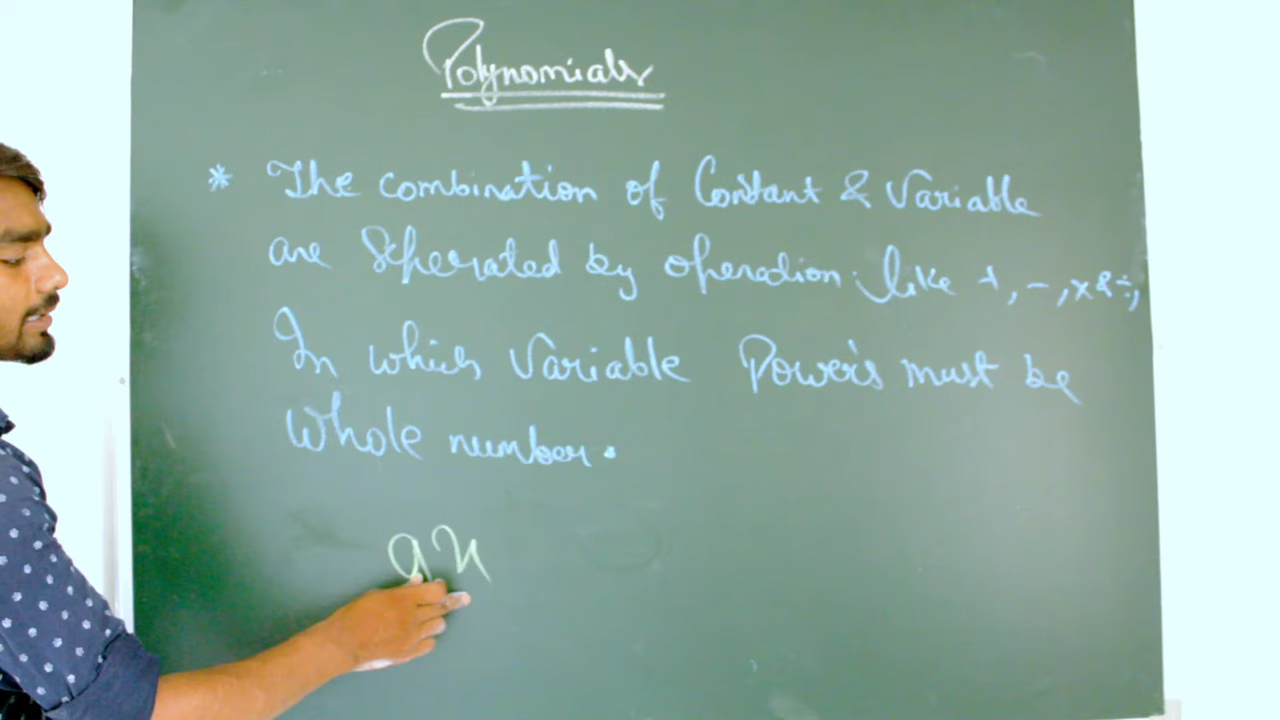 Polynomials
* The combination of Constant & Variable
are Seperated by operation; like +, -, × & ÷,
In which Variable Power's must be
Whole number.
ax